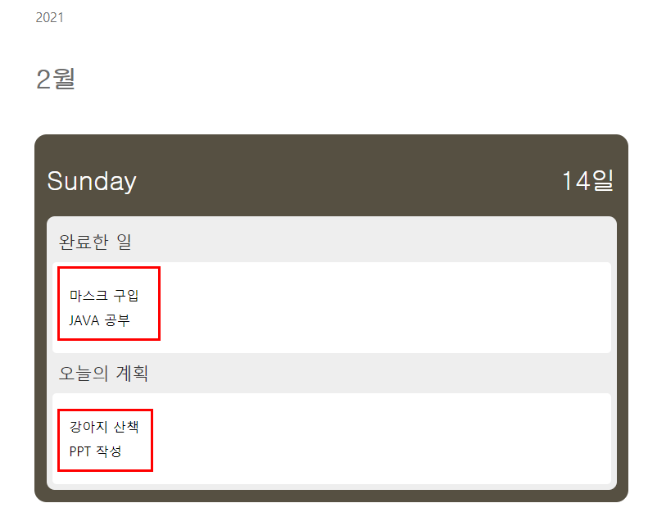 2021
2월
Sunday 14일
완료한 일
마스크 구입
JAVA 공부
오늘의 계획
강아지 산책
PPT 작성